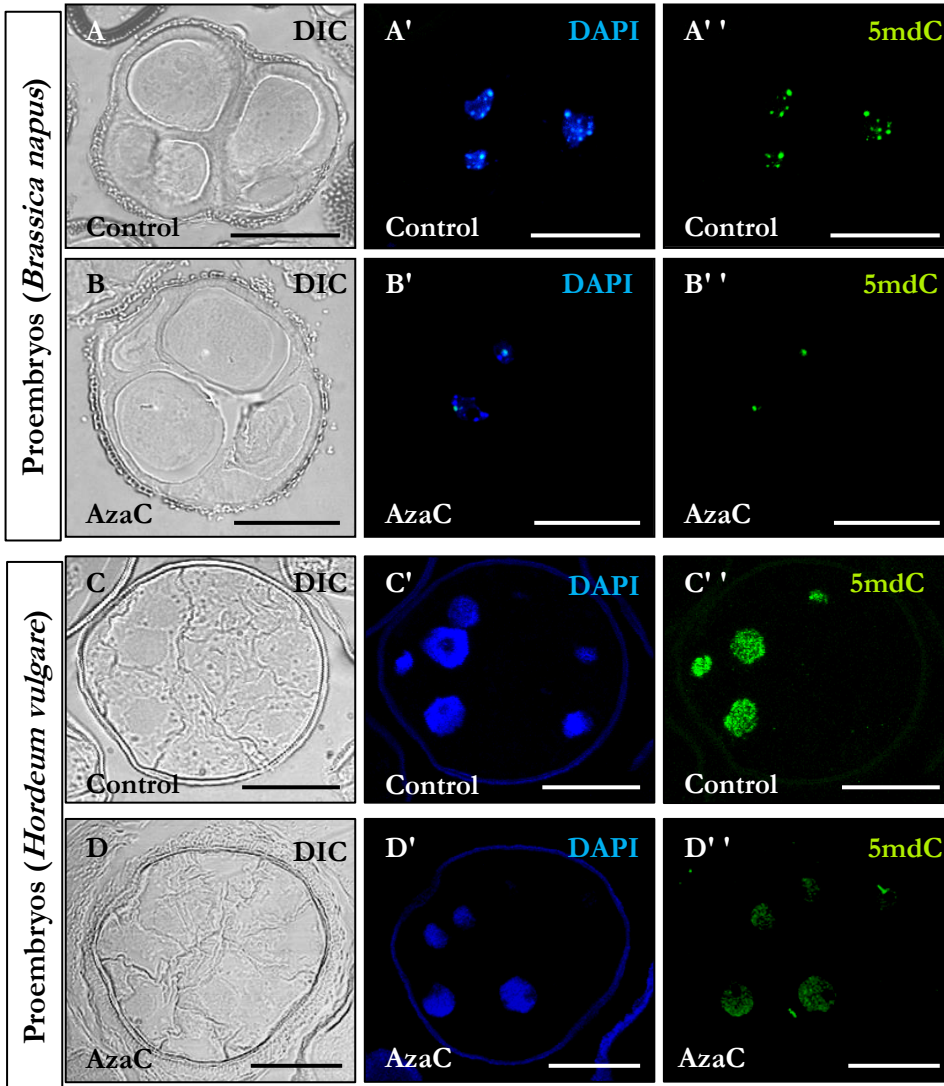 Proembryos (Brassica napus)
A DIC
Control
A' DAPI
Control
A'' 5mdC
Control
B DIC
AzaC
B' DAPI
AzaC
B'' 5mdC
AzaC
Proembryos (Hordeum vulgare)
C DIC
Control
C' DAPI
Control
C'' 5mdC
Control
D DIC
AzaC
D' DAPI
AzaC
D'' 5mdC
AzaC